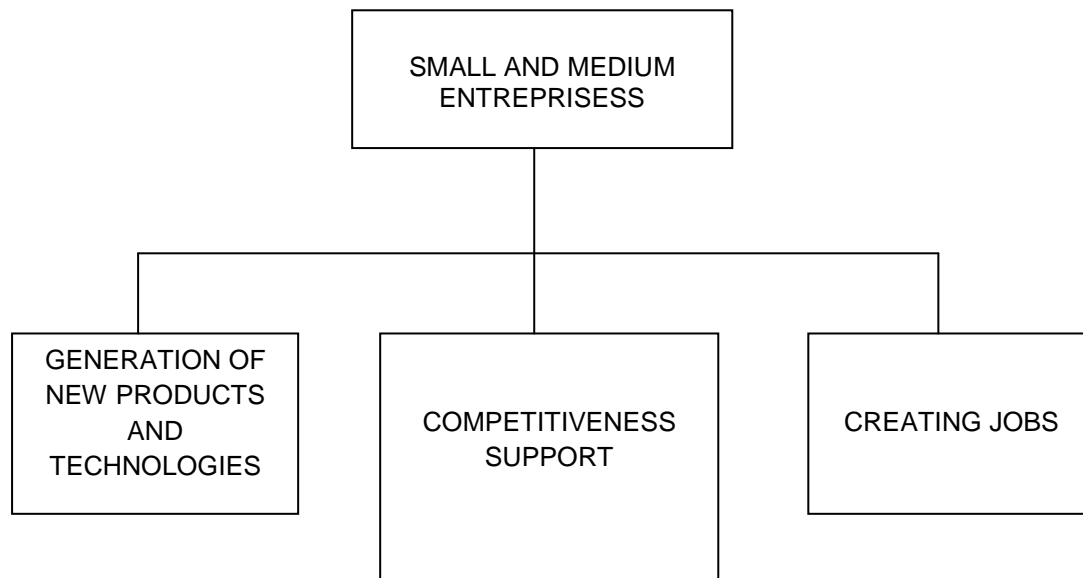 SMALL AND MEDIUM
ENTREPRISESS
GENERATION OF
NEW PRODUCTS
AND
TECHNOLOGIES
COMPETITIVENESS
SUPPORT
CREATING JOBS